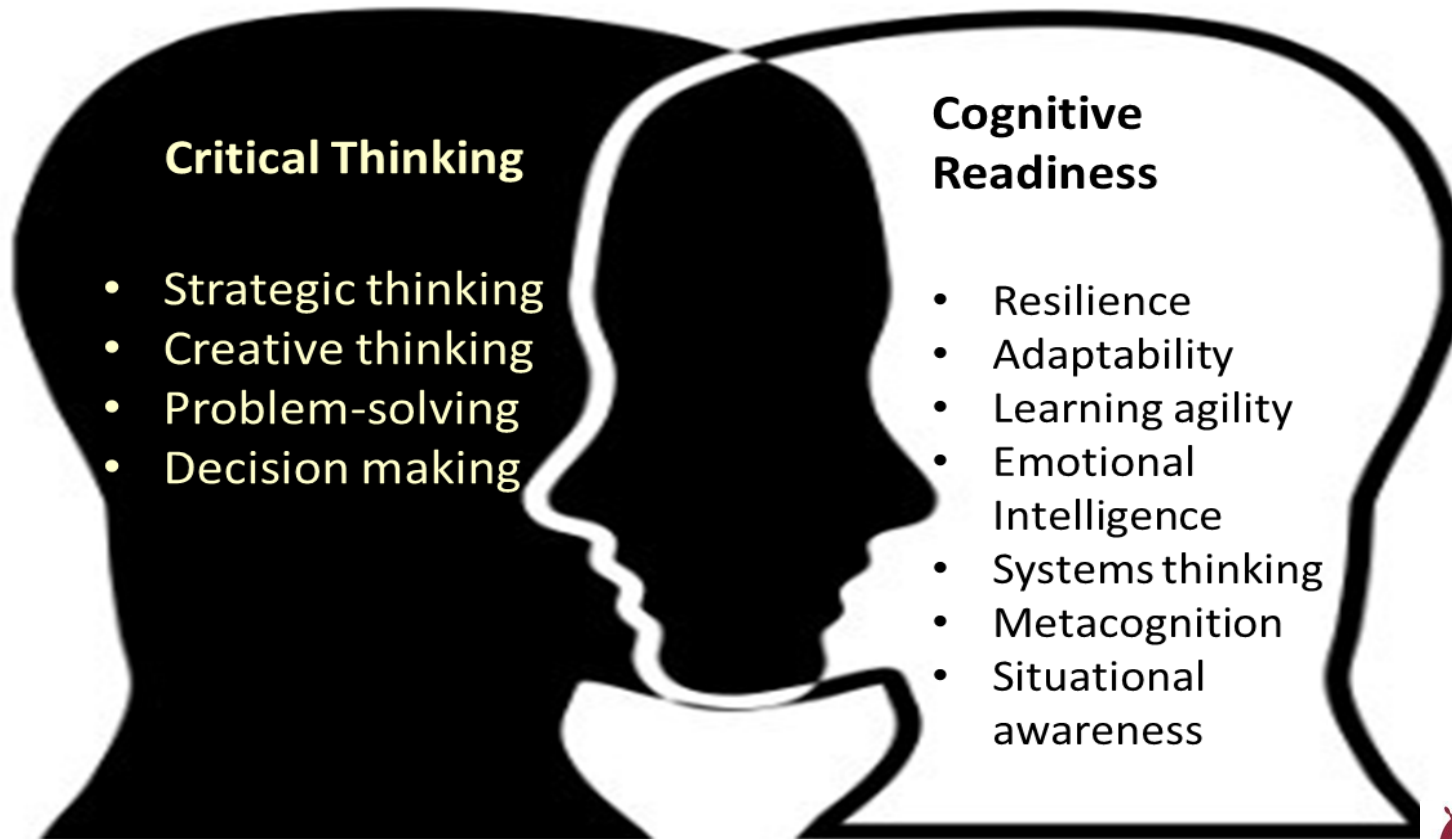 Critical Thinking
• Strategic thinking
• Creative thinking
• Problem-solving
• Decision making
Cognitive
Readiness
• Resilience
• Adaptability
• Learning agility
• Emotional
Intelligence
• Systems thinking
• Metacognition
• Situational
awareness